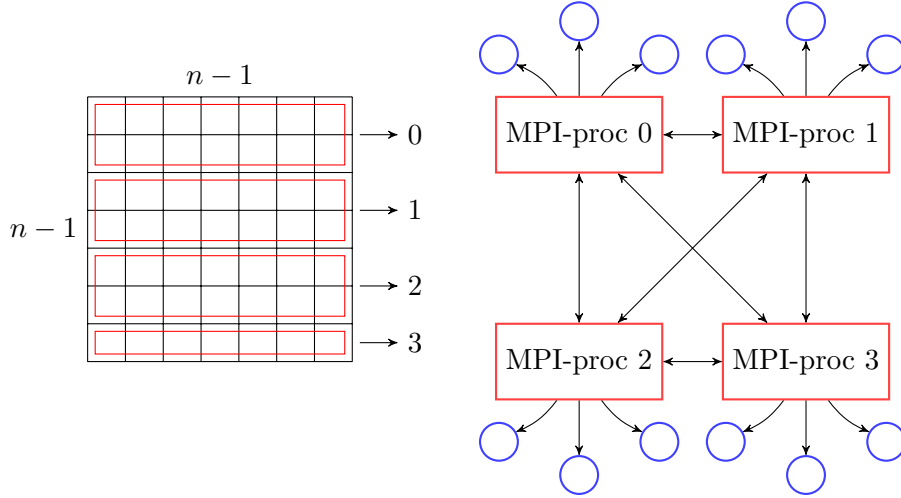 n − 1
n − 1
0
1
2
3
MPI-proc 0
MPI-proc 1
MPI-proc 2
MPI-proc 3